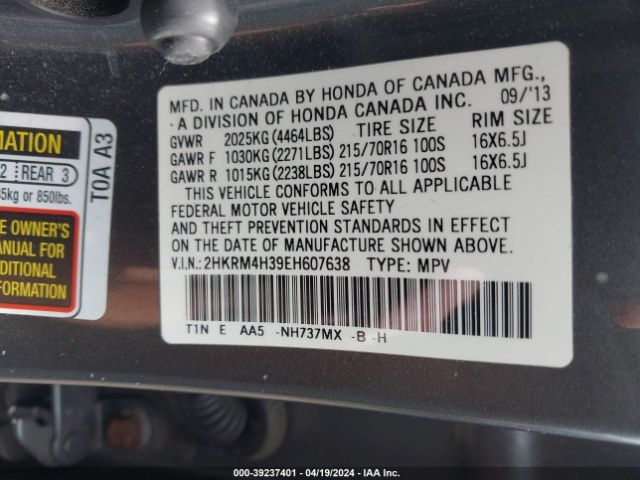 MFD. IN CANADA BY HONDA OF CANADA MFG.,
- A DIVISION OF HONDA CANADA INC. 09/'13
GVWR 2025KG(4464LBS) TIRE SIZE RIM SIZE
GAWR F 1030KG(2271LBS) 215/70R16 100S 16X6.5J
GAWR R 1015KG(2238LBS) 215/70R16 100S 16X6.5J
THIS VEHICLE CONFORMS TO ALL APPLICABLE
FEDERAL MOTOR VEHICLE SAFETY
AND THEFT PREVENTION STANDARDS IN EFFECT
ON THE DATE OF MANUFACTURE SHOWN ABOVE.
V.I.N.: 2HKRM4H39EH607638 TYPE: MPV
T1N E AA5 -NH737MX -B -H
MATION
2 REAR 3
5kg or 850lbs.
E OWNER'S
ANUAL FOR
DITIONAL
FORMATION
T0A A3
000-39237401 - 04/19/2024 - IAA Inc.